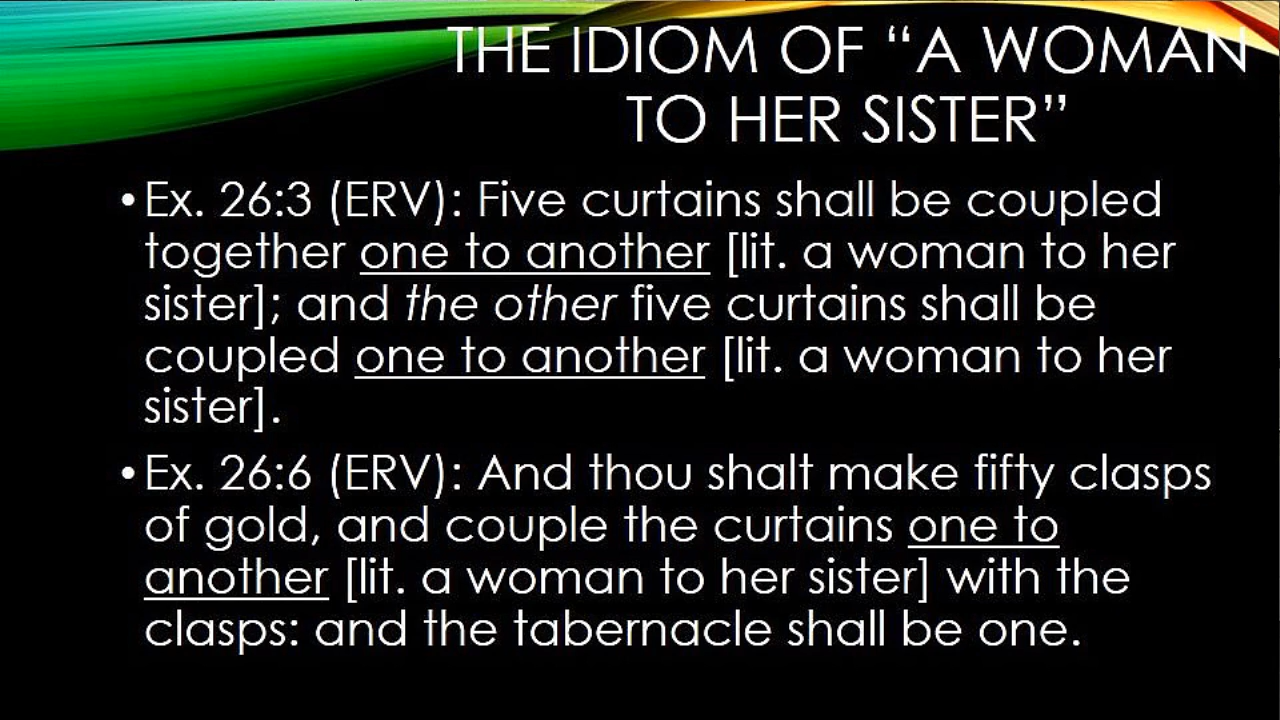 THE IDIOM OF “A WOMAN
TO HER SISTER”
• Ex. 26:3 (ERV): Five curtains shall be coupled
together one to another [lit. a woman to her
sister]; and the other five curtains shall be
coupled one to another [lit. a woman to her
sister].
• Ex. 26:6 (ERV): And thou shalt make fifty clasps
of gold, and couple the curtains one to
another [lit. a woman to her sister] with the
clasps: and the tabernacle shall be one.